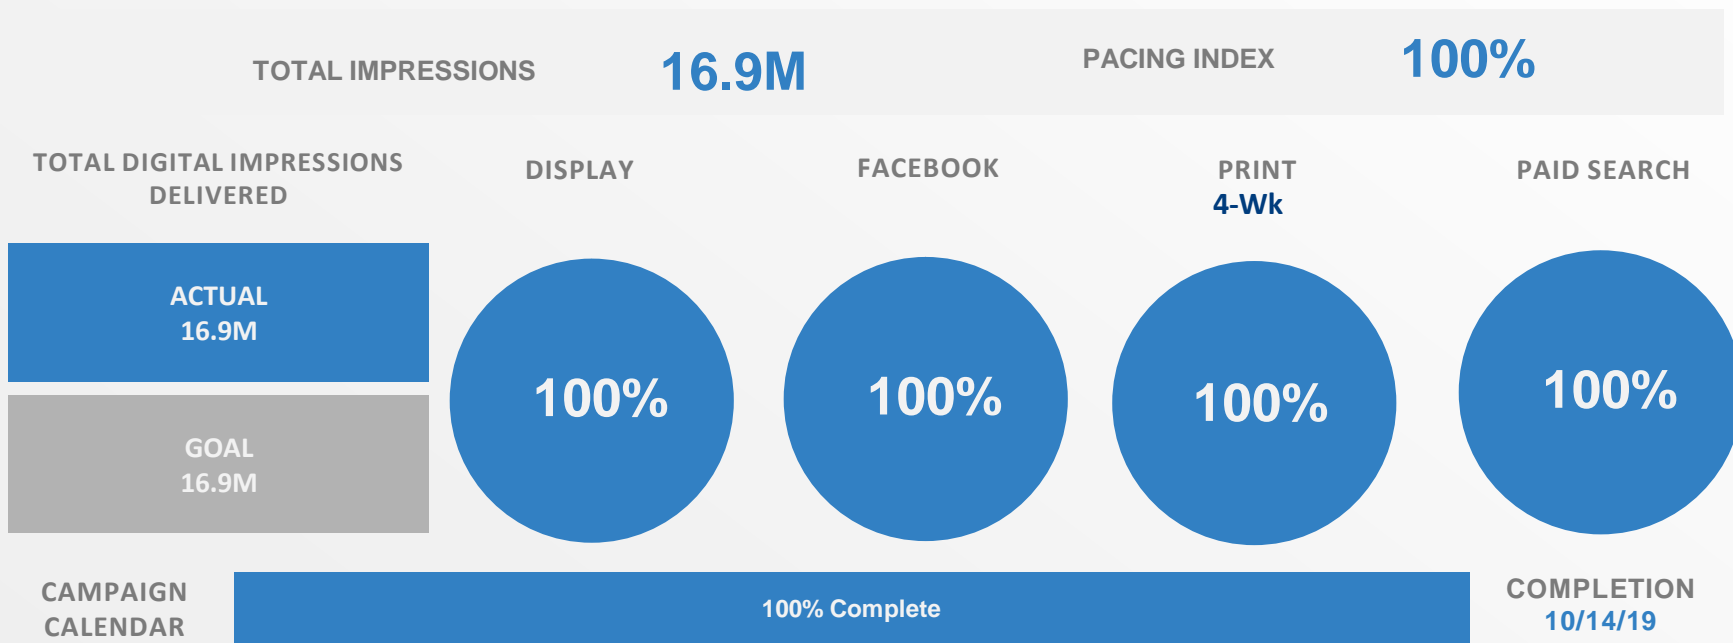 TOTAL IMPRESSIONS 16.9M PACING INDEX 100%
TOTAL DIGITAL IMPRESSIONS
DELIVERED
DISPLAY
FACEBOOK
PRINT
4-Wk
PAID SEARCH
ACTUAL
16.9M
GOAL
16.9M
100%
100%
100%
100%
CAMPAIGN
CALENDAR
100% Complete
COMPLETION
10/14/19